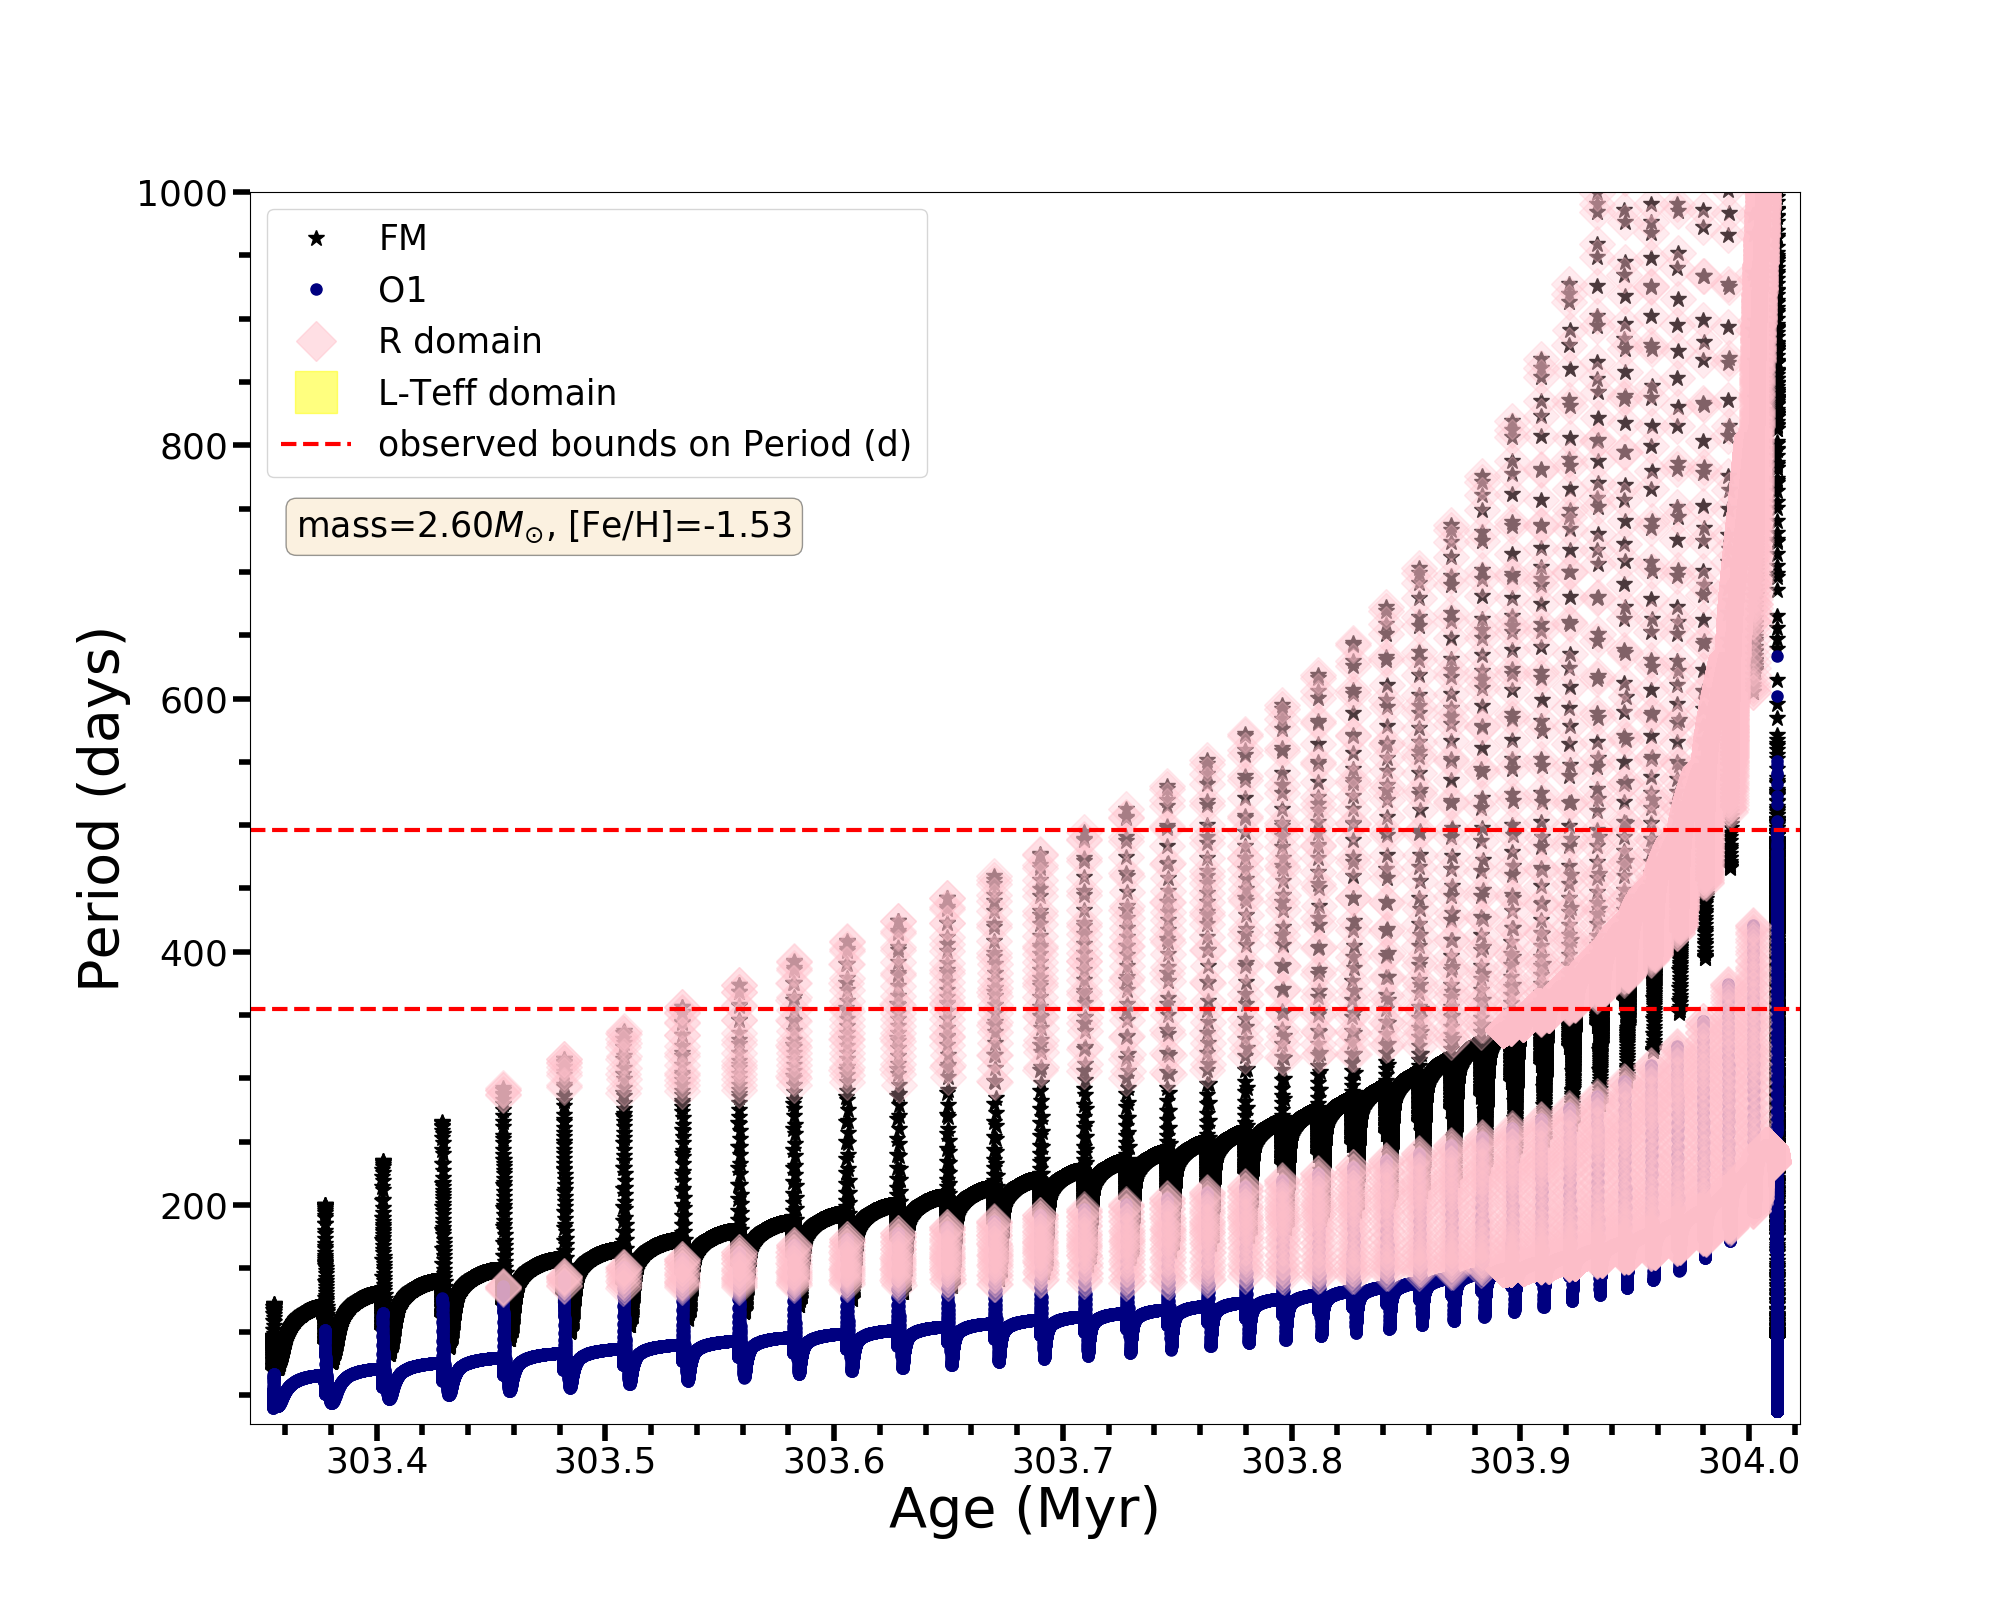 1000
800
600
400
200
Period (days)
FM
O1
R domain
L-Teff domain
observed bounds on Period (d)
mass=2.60M⊙, [Fe/H]=-1.53
303.4 303.5 303.6 303.7 303.8 303.9 304.0
Age (Myr)